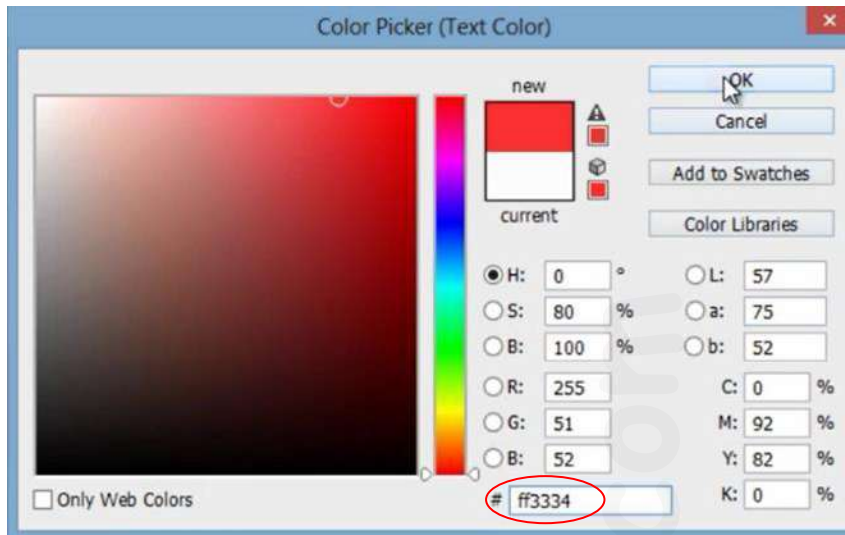 Color Picker (Text Color)
new
OK
Cancel
Add to Swatches
current
Color Libraries
H: 0 °
L: 57
S: 80 %
a: 75
B: 100 %
b: 52
R: 255
C: 0 %
G: 51
M: 92 %
B: 52
Y: 82 %
Only Web Colors
# ff3334
K: 0 %
com